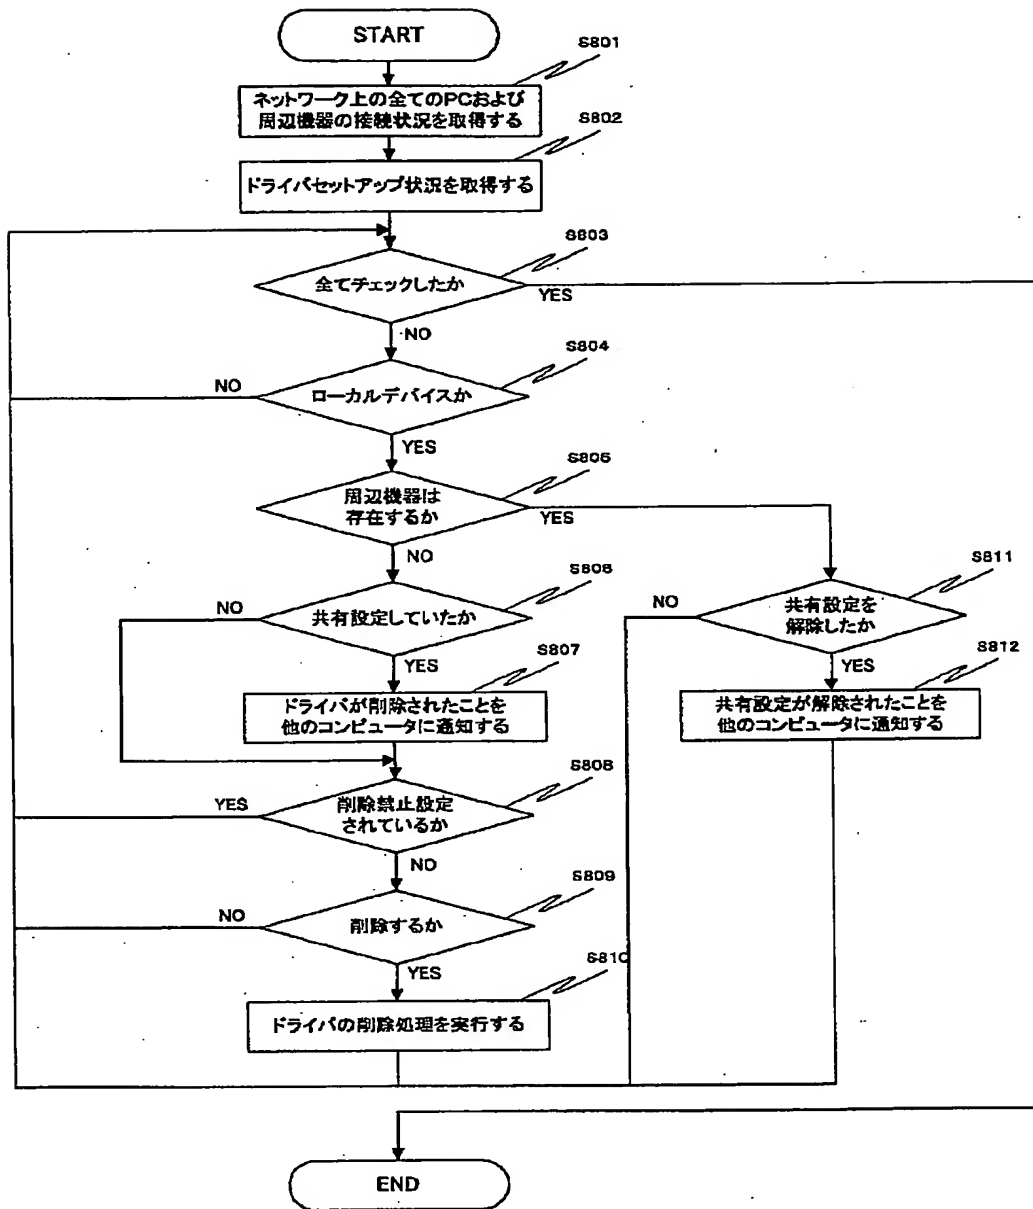 START
S801
ネットワーク上の全てのPCおよび
周辺機器の接続状況を取得する
S802
ドライバセットアップ状況を取得する
S803
全てチェックしたか
YES
NO
S804
NO
ローカルデバイスか
YES
S805
周辺機器は
存在するか
YES
NO
S806
NO
共有設定していたか
YES
S807
ドライバが削除されたことを
他のコンピュータに通知する
S811
NO
共有設定を
解除したか
YES
S812
共有設定が解除されたことを
他のコンピュータに通知する
S808
YES
削除禁止設定
されているか
NO
S809
NO
削除するか
YES
S810
ドライバの削除処理を実行する
END